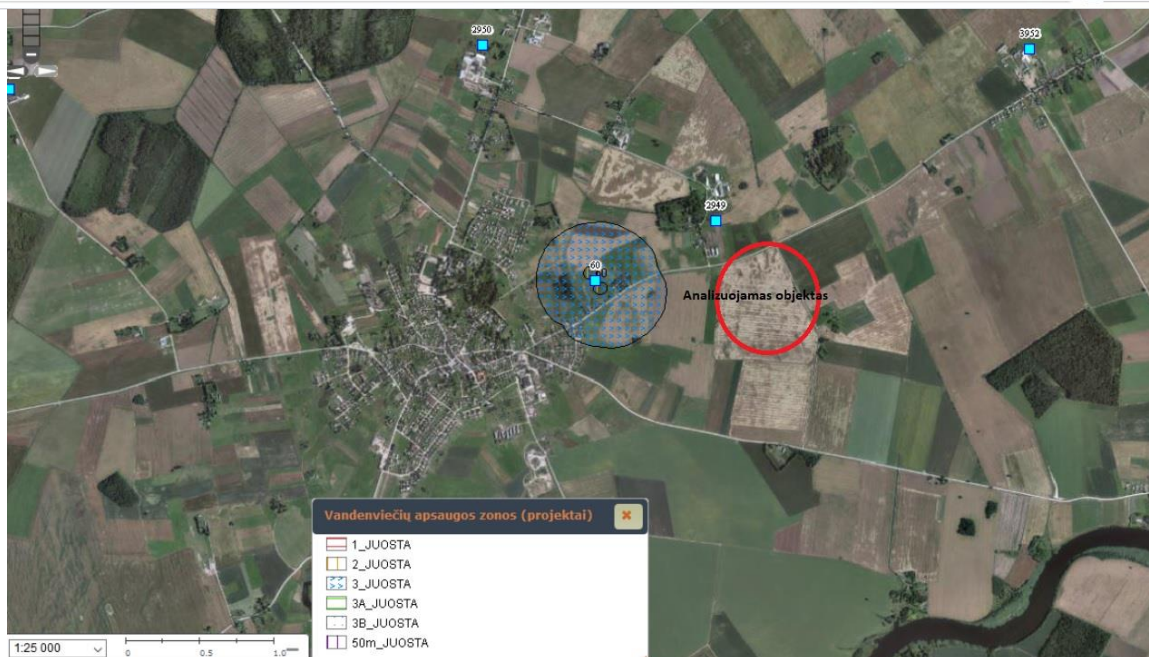 2950
3952
2949
60
Analizuojamas objektas
Vandenviečių apsaugos zonos (projektai)
1_JUOSTA
2_JUOSTA
3_JUOSTA
3A_JUOSTA
3B_JUOSTA
50m_JUOSTA
1:25 000
0 0.5 1.0